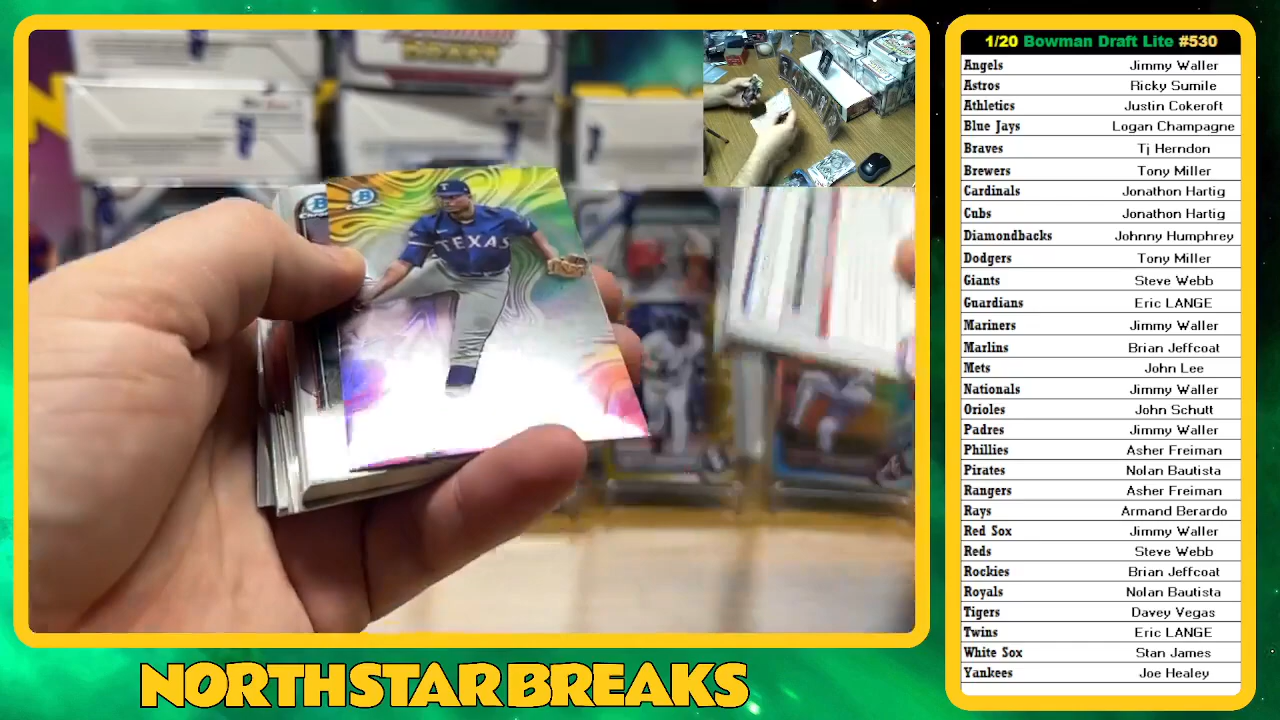 1/20 Bowman Draft Lite #530
Angels Jimmy Waller
Astros Ricky Sumile
Athletics Justin Cokeroft
Blue Jays Logan Champagne
Braves Tj Herndon
Brewers Tony Miller
Cardinals Jonathon Hartig
Cubs Jonathon Hartig
Diamondbacks Johnny Humphrey
Dodgers Tony Miller
Giants Steve Webb
Guardians Eric LANGE
Mariners Jimmy Waller
Marlins Brian Jeffcoat
Mets John Lee
Nationals Jimmy Waller
Orioles John Schutt
Padres Jimmy Waller
Phillies Asher Freiman
Pirates Nolan Bautista
Rangers Asher Freiman
Rays Armand Berardo
Red Sox Jimmy Waller
Reds Steve Webb
Rockies Brian Jeffcoat
Royals Nolan Bautista
Tigers Davey Vegas
Twins Eric LANGE
White Sox Stan James
Yankees Joe Healey
TEXAS
NORTHSTAR BREAKS